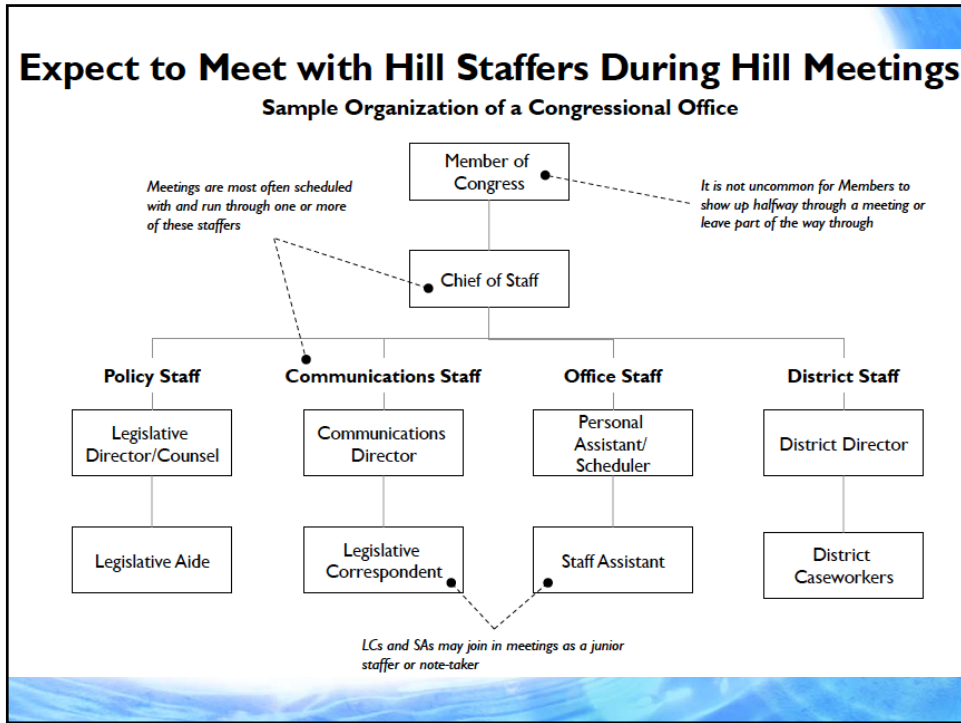 Expect to Meet with Hill Staffers During Hill Meetings
Sample Organization of a Congressional Office
Member of
Congress
Meetings are most often scheduled
with and run through one or more
of these staffers
It is not uncommon for Members to
show up halfway through a meeting or
leave part of the way through
Chief of Staff
Policy Staff
Communications Staff
Office Staff
District Staff
Legislative
Director/Counsel
Communications
Director
Personal
Assistant/
Scheduler
District Director
Legislative Aide
Legislative
Correspondent
Staff Assistant
District
Caseworkers
LCs and SAs may join in meetings as a junior
staffer or note-taker